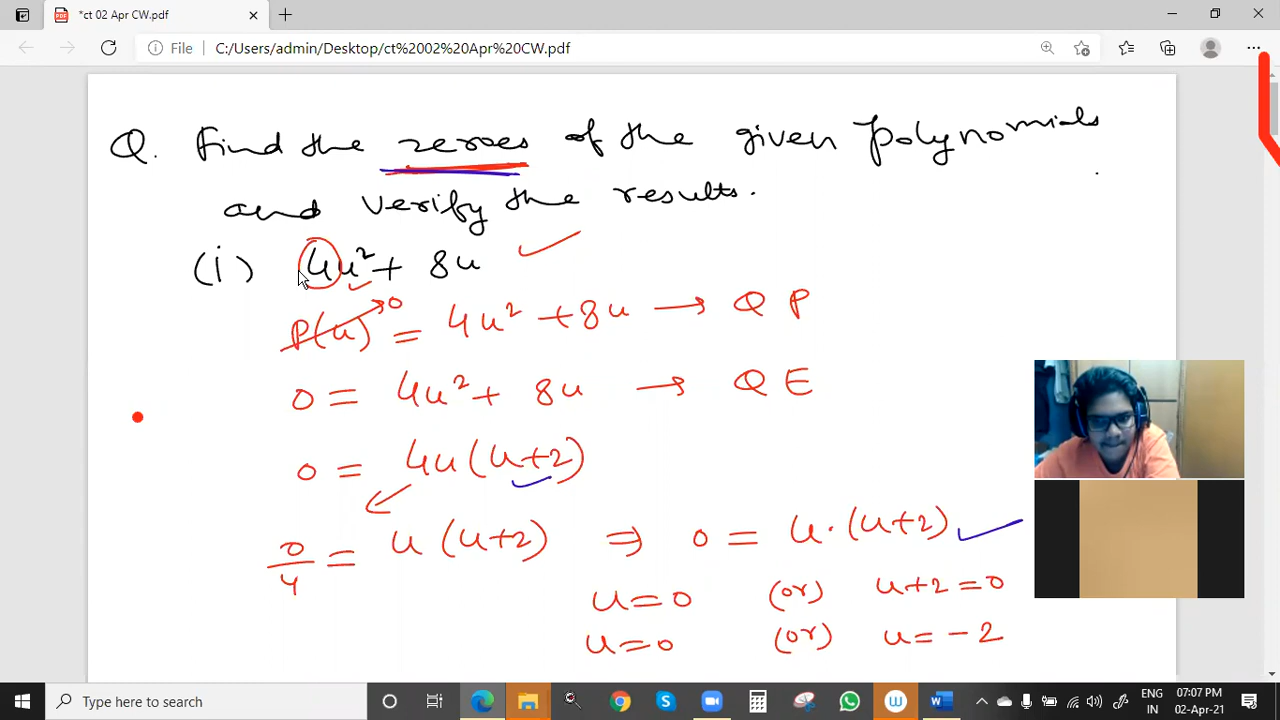 *ct 02 Apr CW.pdf
File C:/Users/admin/Desktop/ct%2002%20Apr%20CW.pdf
Q. Find the zeroes of the given polynomials
and verify the results.
(i) 4u² + 8u
P(u) 0 = 4u² + 8u → Q P
0 = 4u² + 8u → Q E
0 = 4u(u+2)
0/4 = u (u+2) ⇒ 0 = u·(u+2)
u=0 (or) u+2=0
u=0 (or) u=-2
Type here to search
ENG 07:07 PM
IN 02-Apr-21